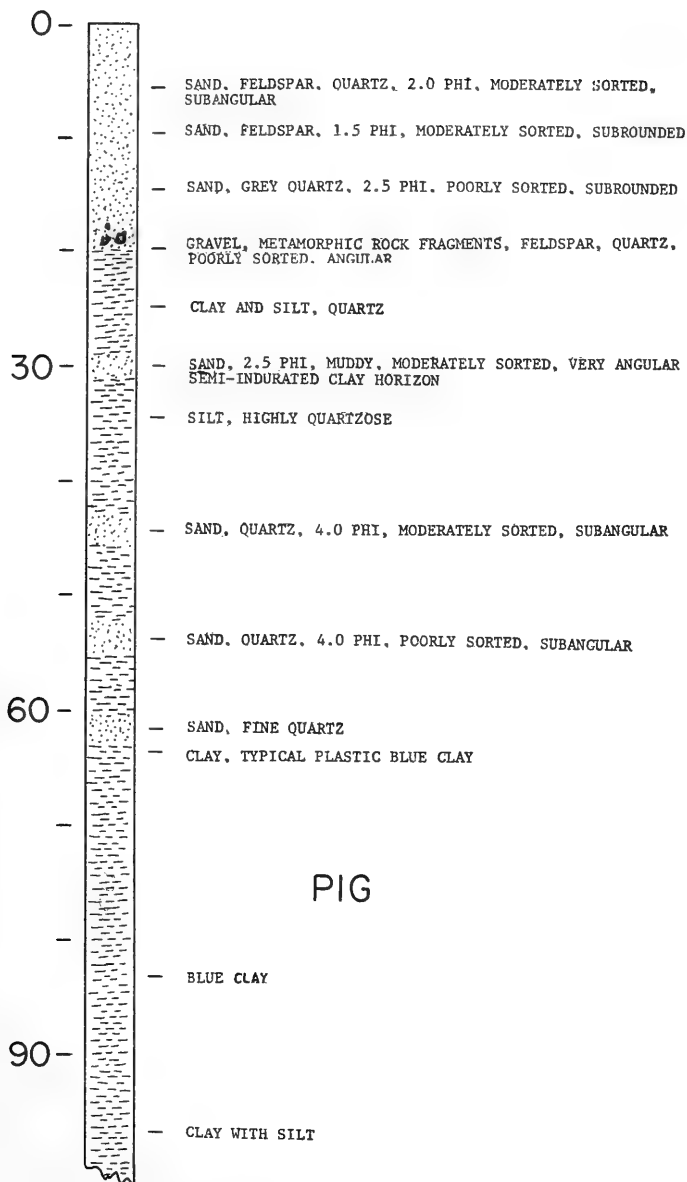 0
SAND, FELDSPAR, QUARTZ, 2.0 PHI, MODERATELY SORTED,
SUBANGULAR
SAND, FELDSPAR, 1.5 PHI, MODERATELY SORTED, SUBROUNDED
SAND, GREY QUARTZ, 2.5 PHI. POORLY SORTED, SUBROUNDED
GRAVEL, METAMORPHIC ROCK FRAGMENTS, FELDSPAR, QUARTZ,
POORLY SORTED. ANGULAR
CLAY AND SILT, QUARTZ
30
SAND, 2.5 PHI, MUDDY, MODERATELY SORTED, VERY ANGULAR
SEMI-INDURATED CLAY HORIZON
SILT, HIGHLY QUARTZOSE
SAND, QUARTZ, 4.0 PHI, MODERATELY SORTED, SUBANGULAR
SAND, QUARTZ, 4.0 PHI, POORLY SORTED, SUBANGULAR
60
SAND, FINE QUARTZ
CLAY, TYPICAL PLASTIC BLUE CLAY
PIG
BLUE CLAY
90
CLAY WITH SILT